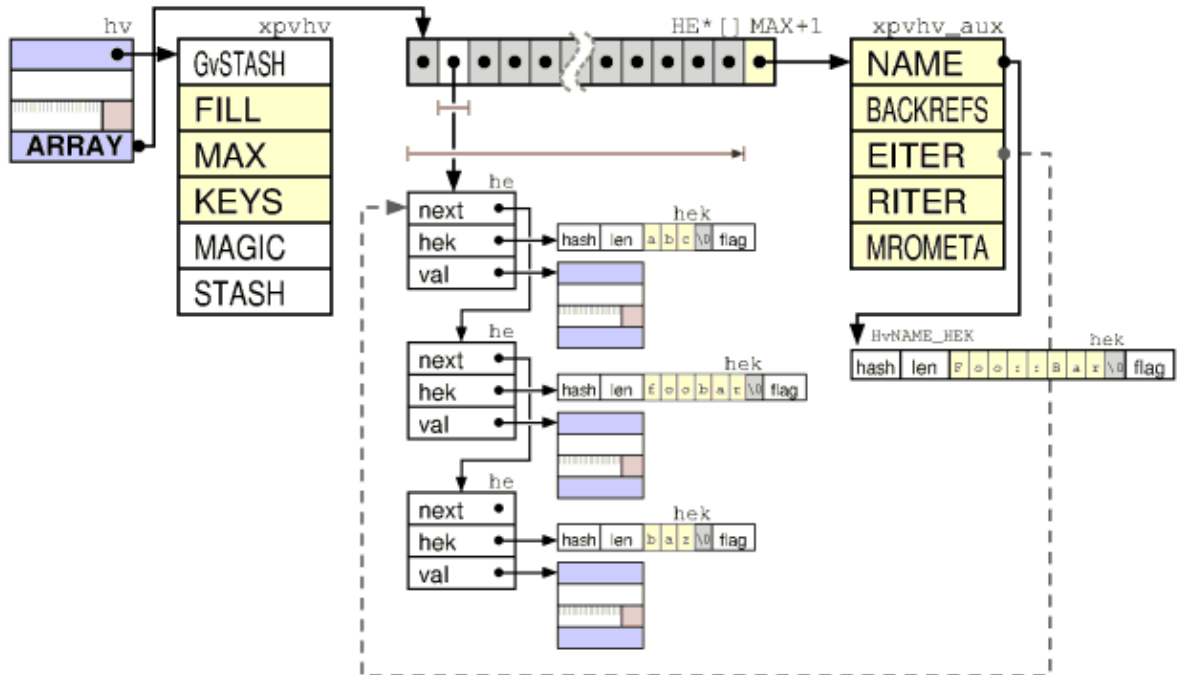 hv
ARRAY
xpvhv
GvSTASH
FILL
MAX
KEYS
MAGIC
STASH
HE*[] MAX+1
xpvhv_aux
NAME
BACKREFS
EITER
RITER
MROMETA
he
next
hek
val
hek
hash len a b c \0 flag
he
next
hek
val
hek
hash len f o o b a r \0 flag
he
next
hek
val
hek
hash len b a z \0 flag
HvNAME_HEK
hek
hash len F o o : : B a r \0 flag